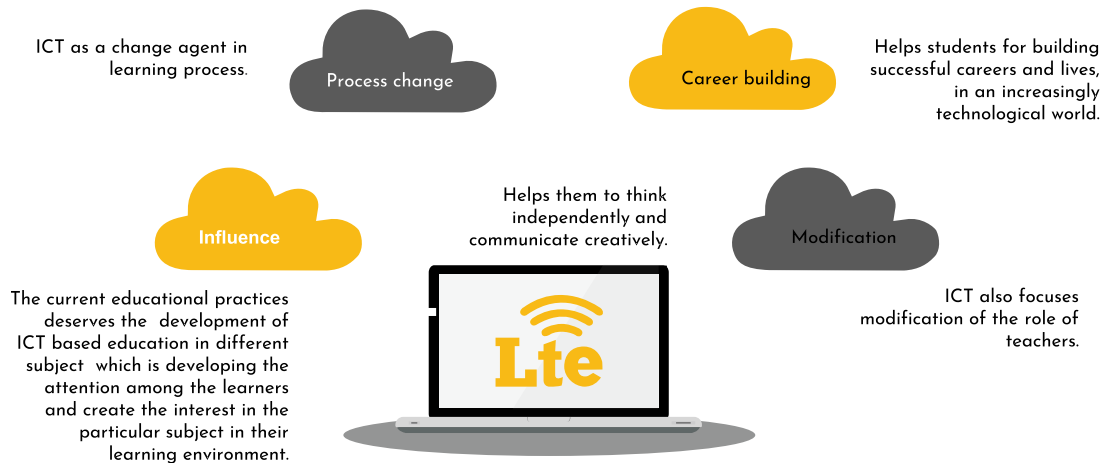 ICT as a change agent in
learning process.
Process change
Career building
Helps students for building
successful careers and lives,
in an increasingly
technological world.
Influence
Helps them to think
independently and
communicate creatively.
Modification
The current educational practices
deserves the  development of
ICT based education in different
subject  which is developing the
attention among the learners
and create the interest in the
particular subject in their
learning environment.
Lte
ICT also focuses
modification of the role of
teachers.